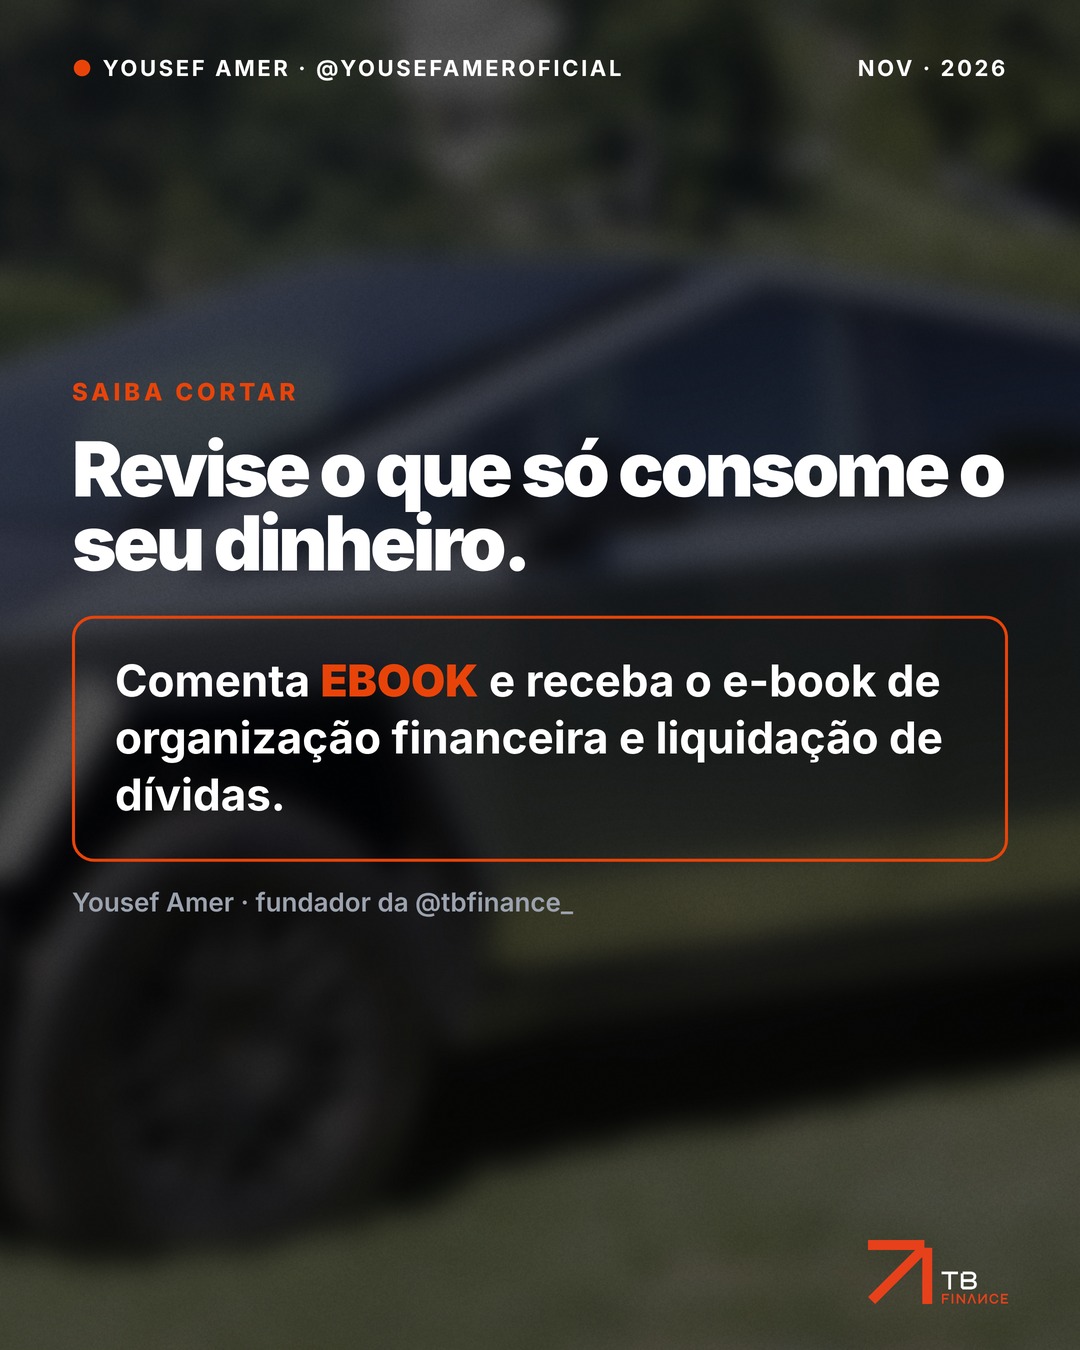 YOUSEF AMER · @YOUSEFAMEROFICIAL
NOV · 2026
SAIBA CORTAR
Revise o que só consome o
seu dinheiro.
Comenta EBOOK e receba o e-book de
organização financeira e liquidação de
dívidas.
Yousef Amer · fundador da @tbfinance_
TB
FINANCE